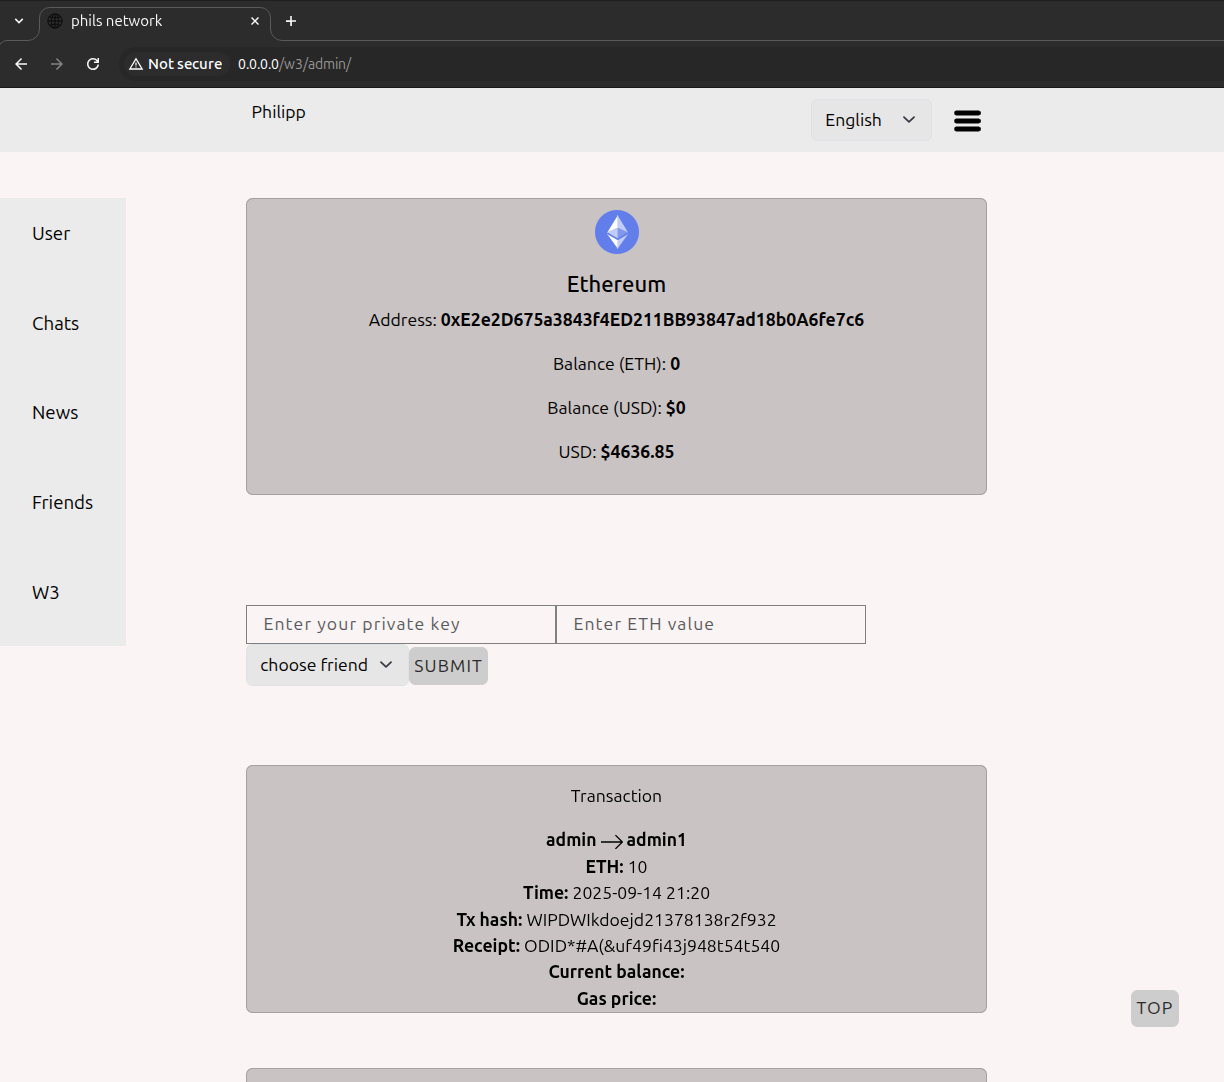 phils network
Not secure 0.0.0.0/w3/admin/
Philipp
English
User
Chats
News
Friends
W3
Ethereum
Address: 0xE2e2D675a3843f4ED211BB93847ad18b0A6fe7c6
Balance (ETH): 0
Balance (USD): $0
USD: $4636.85
Enter your private key
Enter ETH value
choose friend
SUBMIT
Transaction
admin → admin1
ETH: 10
Time: 2025-09-14 21:20
Tx hash: WIPDWIkdoejd21378138r2f932
Receipt: ODID*#A(&uf49fi43j948t54t540
Current balance:
Gas price:
TOP